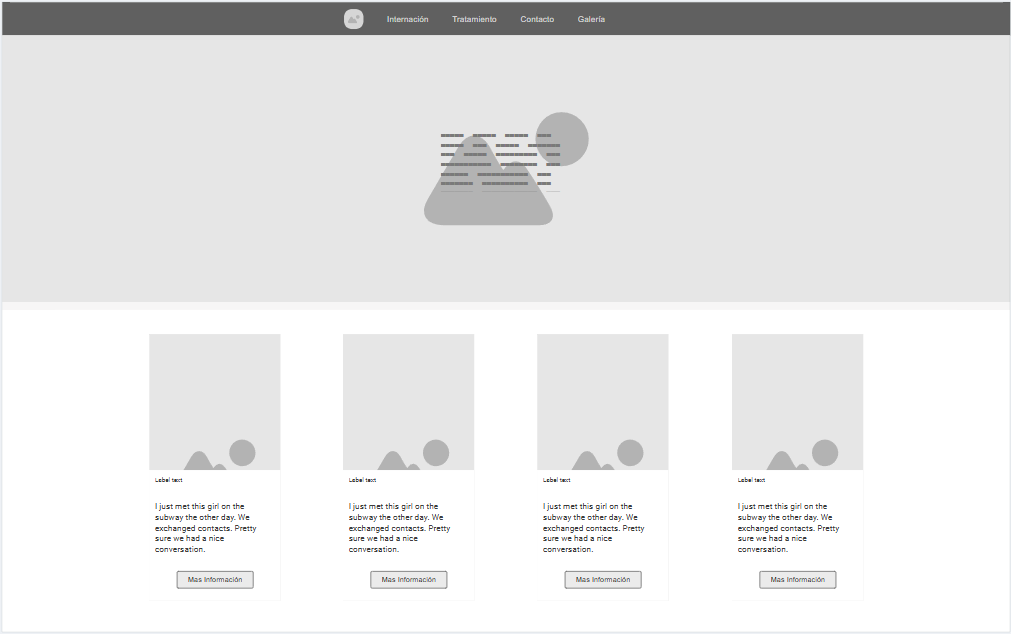 Internación Tratamiento Contacto Galería
Label text
I just met this girl on the
subway the other day. We
exchanged contacts. Pretty
sure we had a nice
conversation.
Mas Información
Label text
I just met this girl on the
subway the other day. We
exchanged contacts. Pretty
sure we had a nice
conversation.
Mas Información
Label text
I just met this girl on the
subway the other day. We
exchanged contacts. Pretty
sure we had a nice
conversation.
Mas Información
Label text
I just met this girl on the
subway the other day. We
exchanged contacts. Pretty
sure we had a nice
conversation.
Mas Información